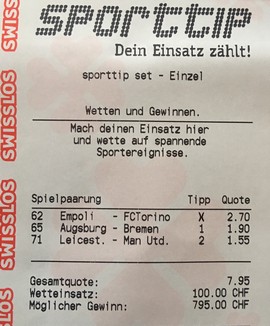 sporttip
Dein Einsatz zählt!
sporttip set - Einzel
Wetten und Gewinnen.
Mach deinen Einsatz hier
und wette auf spannende
Sportereignisse.
Spielpaarung Tipp Quote
62 Empoli - FCTorino X 2.70
65 Augsburg - Bremen 1 1.90
71 Leicest. - Man Utd. 2 1.55
Gesamtquote: 7.95
Wetteinsatz: 100.00 CHF
Möglicher Gewinn: 795.00 CHF
SWISSLOS
SWISSLOS